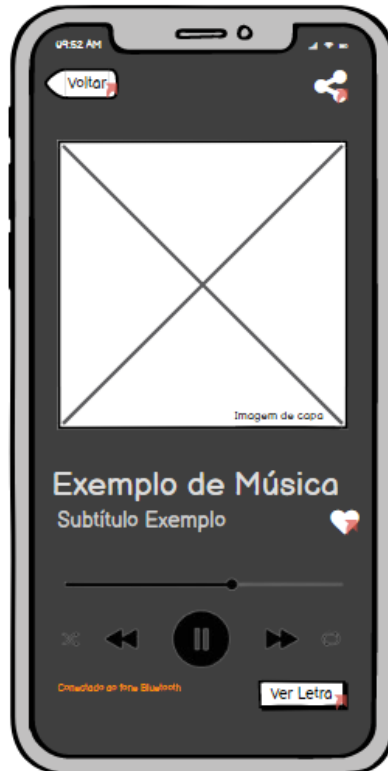 09:52 AM
Voltar
Imagem de capa
Exemplo de Música
Subtítulo Exemplo
Conectado ao fone Bluetooth
Ver Letra